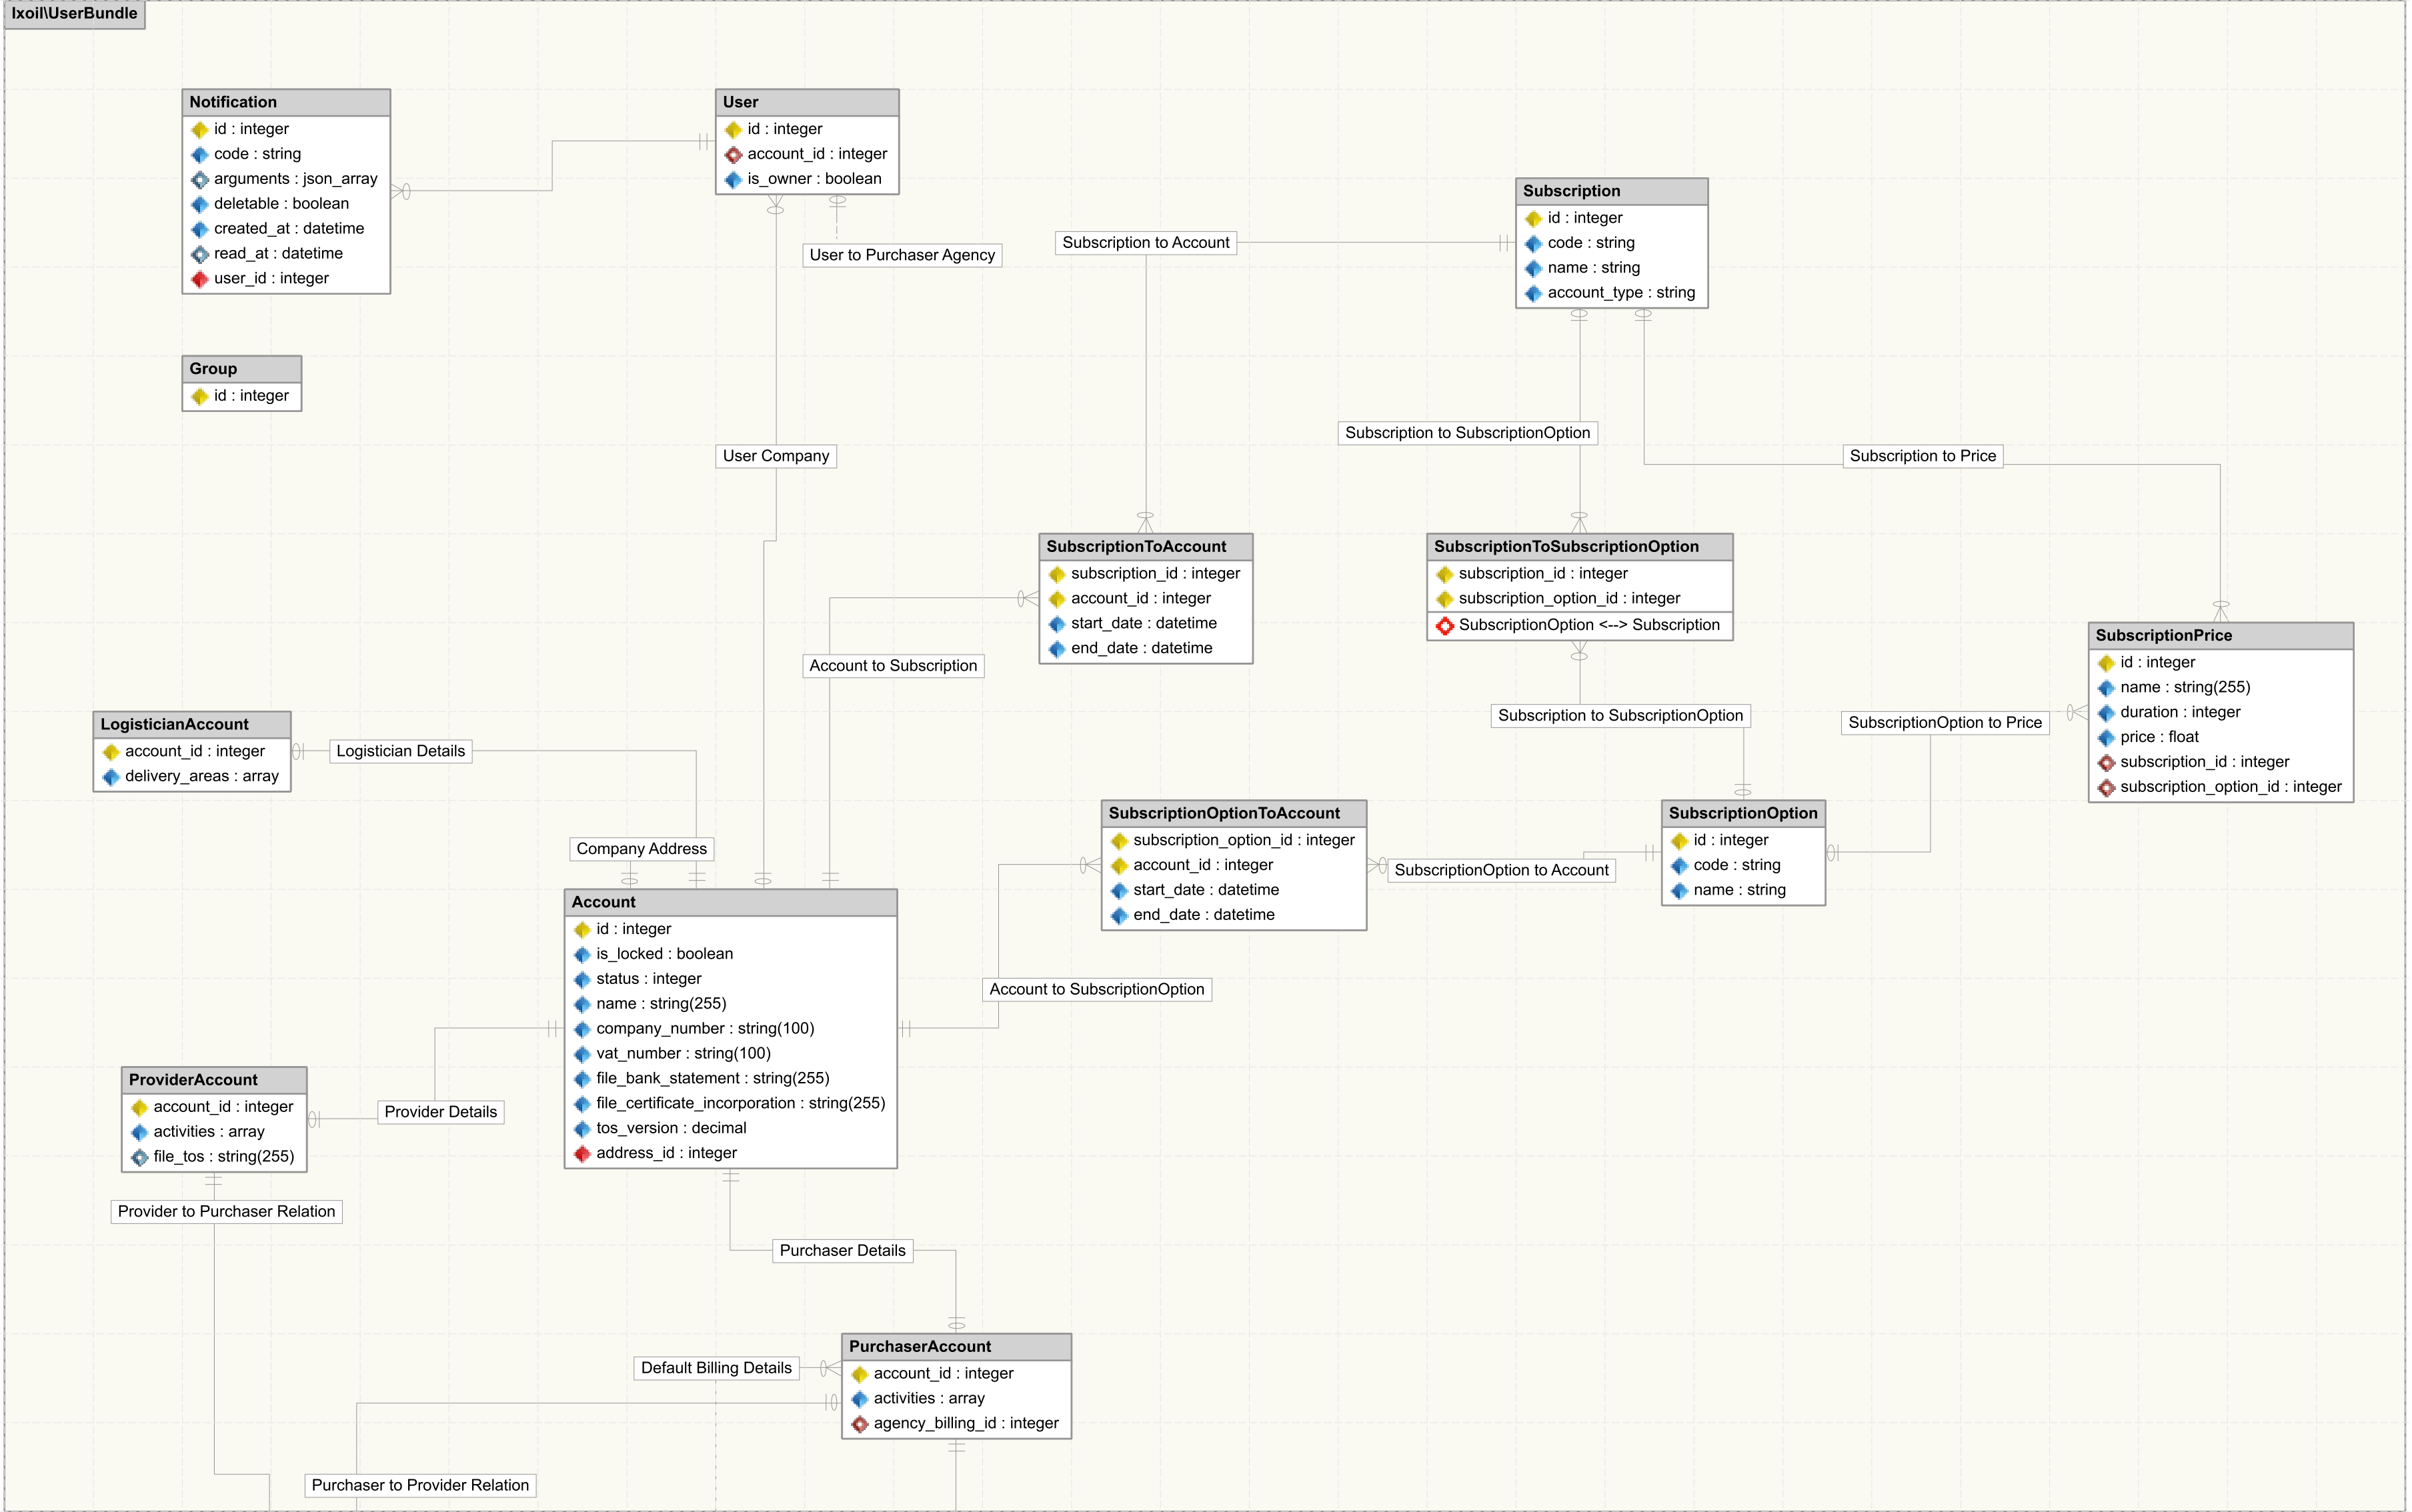 Ixoil\UserBundle
Notification
id : integer
code : string
arguments : json_array
deletable : boolean
created_at : datetime
read_at : datetime
user_id : integer
User
id : integer
account_id : integer
is_owner : boolean
User to Purchaser Agency
Subscription
id : integer
code : string
name : string
account_type : string
Subscription to Account
Group
id : integer
User Company
Subscription to SubscriptionOption
Subscription to Price
SubscriptionToAccount
subscription_id : integer
account_id : integer
start_date : datetime
end_date : datetime
SubscriptionToSubscriptionOption
subscription_id : integer
subscription_option_id : integer
SubscriptionOption <--> Subscription
SubscriptionPrice
id : integer
name : string(255)
duration : integer
price : float
subscription_id : integer
subscription_option_id : integer
Account to Subscription
Subscription to SubscriptionOption
SubscriptionOption to Price
LogisticianAccount
account_id : integer
delivery_areas : array
Logistician Details
Company Address
SubscriptionOptionToAccount
subscription_option_id : integer
account_id : integer
start_date : datetime
end_date : datetime
SubscriptionOption to Account
SubscriptionOption
id : integer
code : string
name : string
Account
id : integer
is_locked : boolean
status : integer
name : string(255)
company_number : string(100)
vat_number : string(100)
file_bank_statement : string(255)
file_certificate_incorporation : string(255)
tos_version : decimal
address_id : integer
Account to SubscriptionOption
ProviderAccount
account_id : integer
activities : array
file_tos : string(255)
Provider Details
Provider to Purchaser Relation
Purchaser Details
PurchaserAccount
account_id : integer
activities : array
agency_billing_id : integer
Default Billing Details
Purchaser to Provider Relation